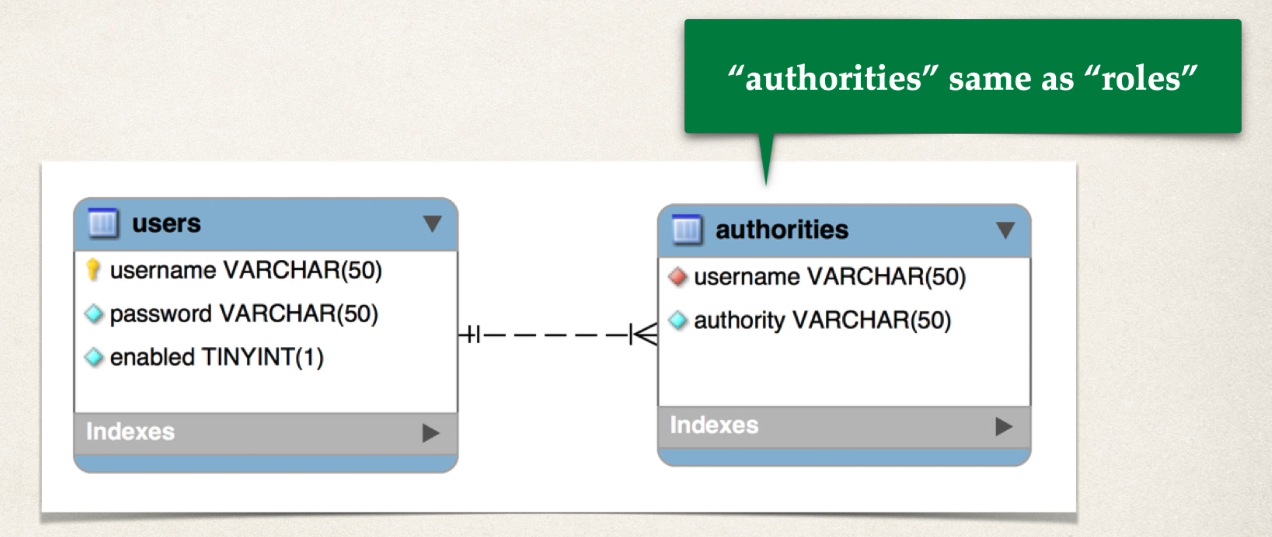 “authorities” same as “roles”
users
username VARCHAR(50)
password VARCHAR(50)
enabled TINYINT(1)
Indexes
authorities
username VARCHAR(50)
authority VARCHAR(50)
Indexes